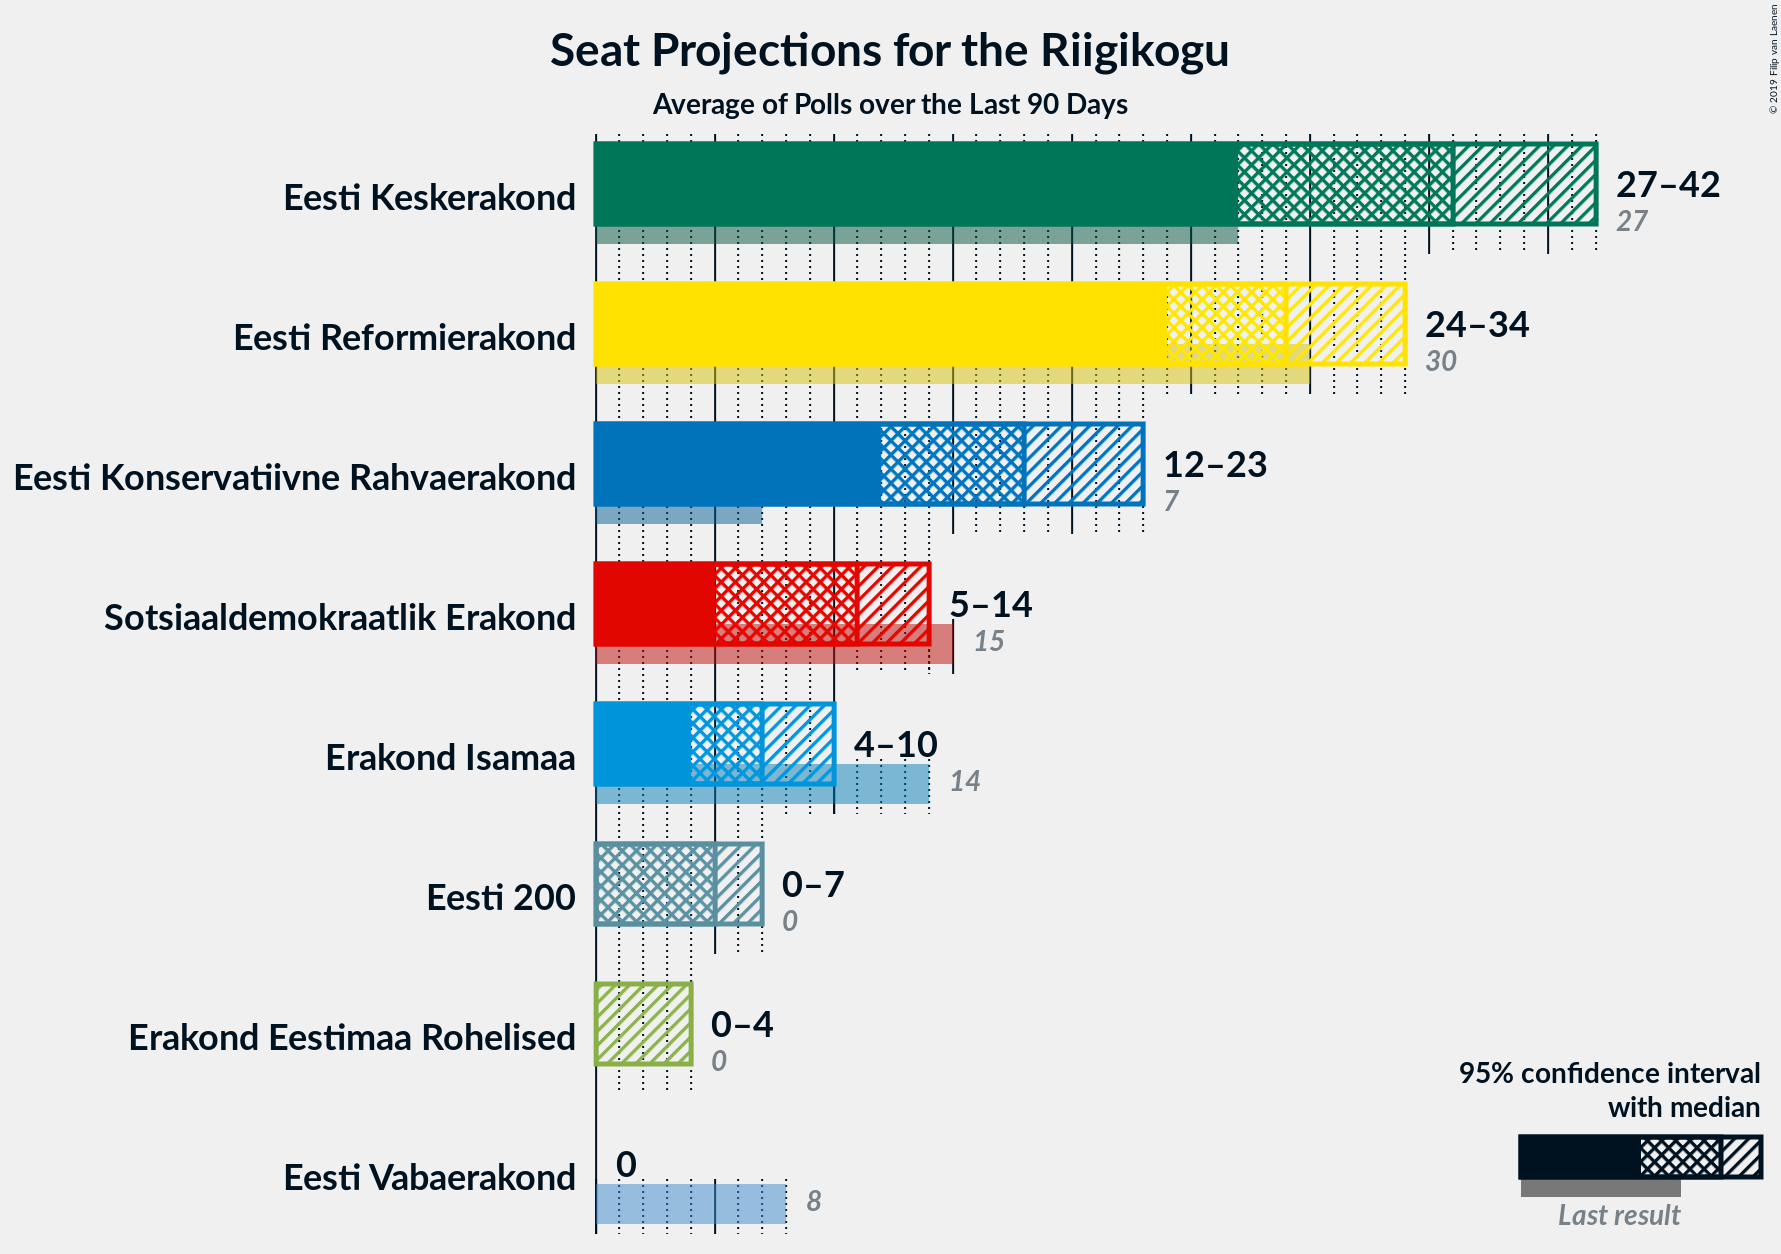 Seat Projections for the Riigikogu
Average of Polls over the Last 90 Days
© 2019 Filip van Laenen
Eesti Keskerakond
27–42
27
Eesti Reformierakond
24–34
30
Eesti Konservatiivne Rahvaerakond
12–23
7
Sotsiaaldemokraatlik Erakond
5–14
15
Erakond Isamaa
4–10
14
Eesti 200
0–7
0
Erakond Eestimaa Rohelised
0–4
0
Eesti Vabaerakond
0
8
95% confidence interval
with median
Last result